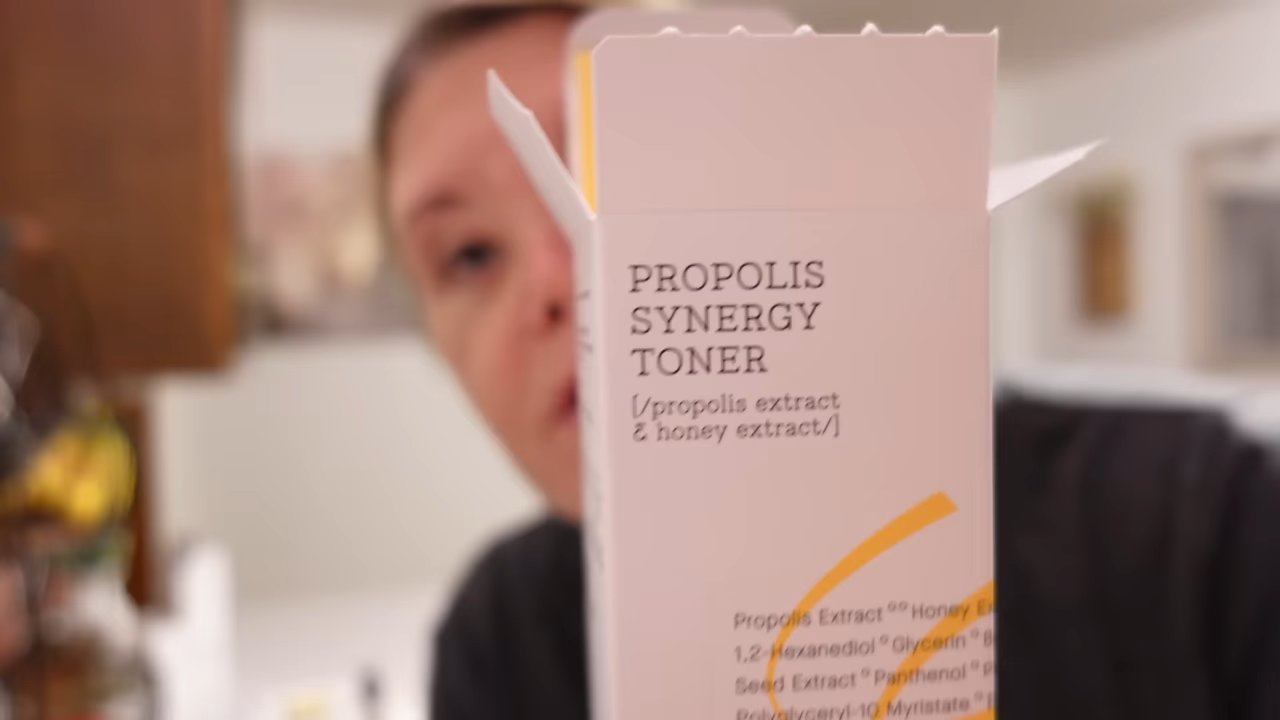 PROPOLIS
SYNERGY
TONER
[/propolis extract
& honey extract/]
Propolis Extract Honey
1,2-Hexanediol Glycerin
Seed Extract Panthenol
Polyglyceryl-10 Myristate